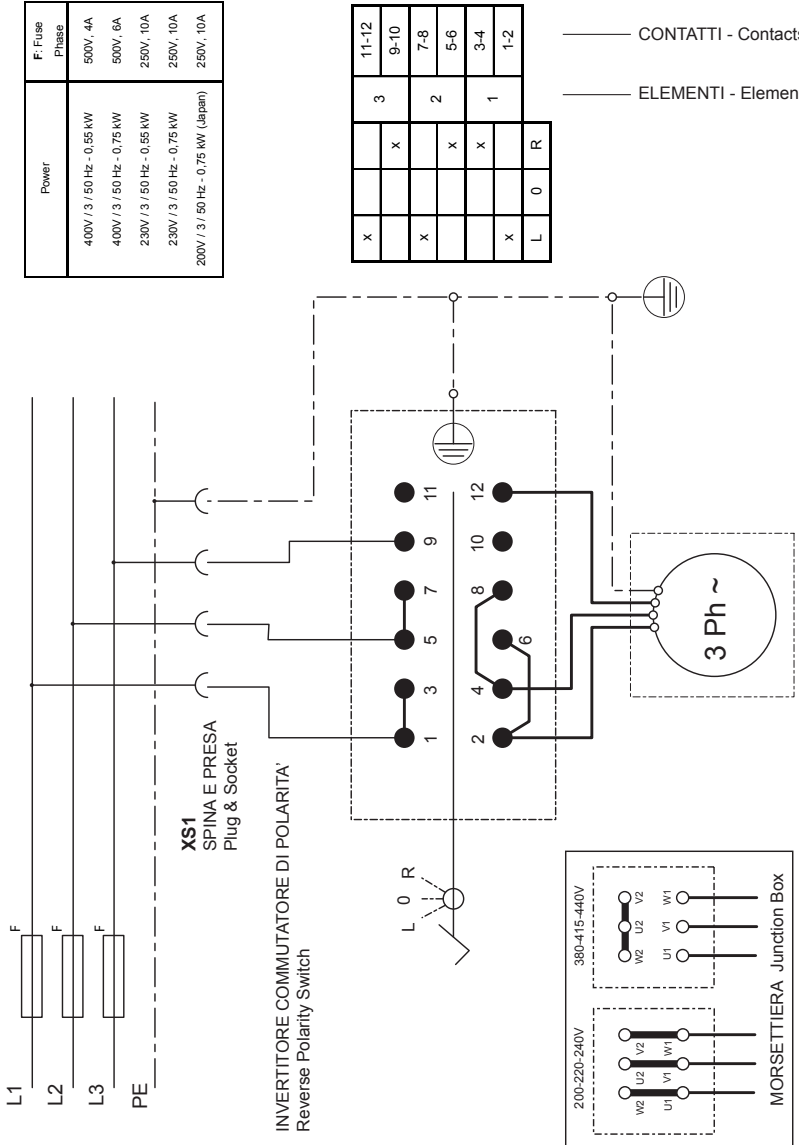 Power F: Fuse Phase
400V / 3 / 50 Hz - 0,55 kW 500V, 4A
400V / 3 / 50 Hz - 0,75 kW 500V, 6A
230V / 3 / 50 Hz - 0,55 kW 250V, 10A
230V / 3 / 50 Hz - 0,75 kW 250V, 10A
200V / 3 / 50 Hz - 0,75 kW (Japan) 250V, 10A
x 3 11-12
x 9-10
x 2 7-8
x 5-6
x 1 3-4
x 1-2
L 0 R
CONTATTI - Contacts
ELEMENTI - Elemen
L1 F
L2 F
L3 F
PE
XS1
SPINA E PRESA
Plug & Socket
INVERTITORE COMMUTATORE DI POLARITA'
Reverse Polarity Switch
L 0 R
1 3 5 7 9 11
2 4 6 8 10 12
3 Ph ~
200-220-240V
W2 U2 V2
U1 V1 W1
380-415-440V
W2 U2 V2
U1 V1 W1
MORSETTIERA Junction Box